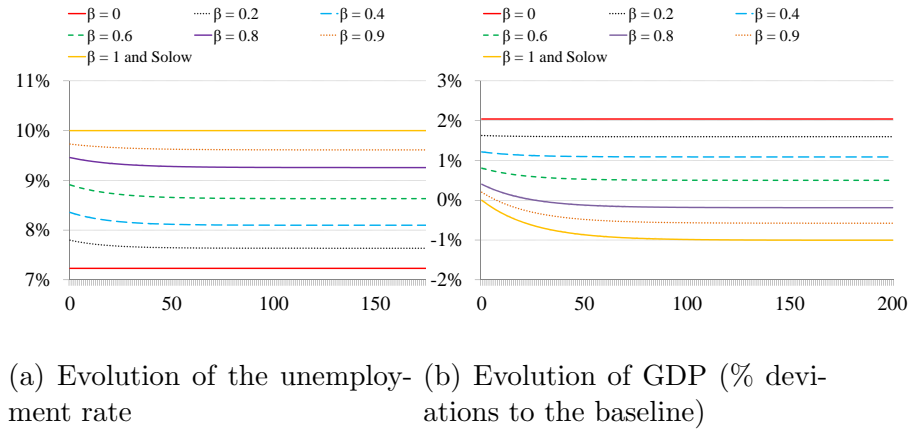 β = 0 β = 0.2 β = 0.4
β = 0.6 β = 0.8 β = 0.9
β = 1 and Solow
11%
10%
9%
8%
7%
0 50 100 150
β = 0 β = 0.2 β = 0.4
β = 0.6 β = 0.8 β = 0.9
β = 1 and Solow
3%
2%
1%
0%
-1%
-2%
0 50 100 150 200
(a) Evolution of the unemploy-
ment rate
(b) Evolution of GDP (% devi-
ations to the baseline)